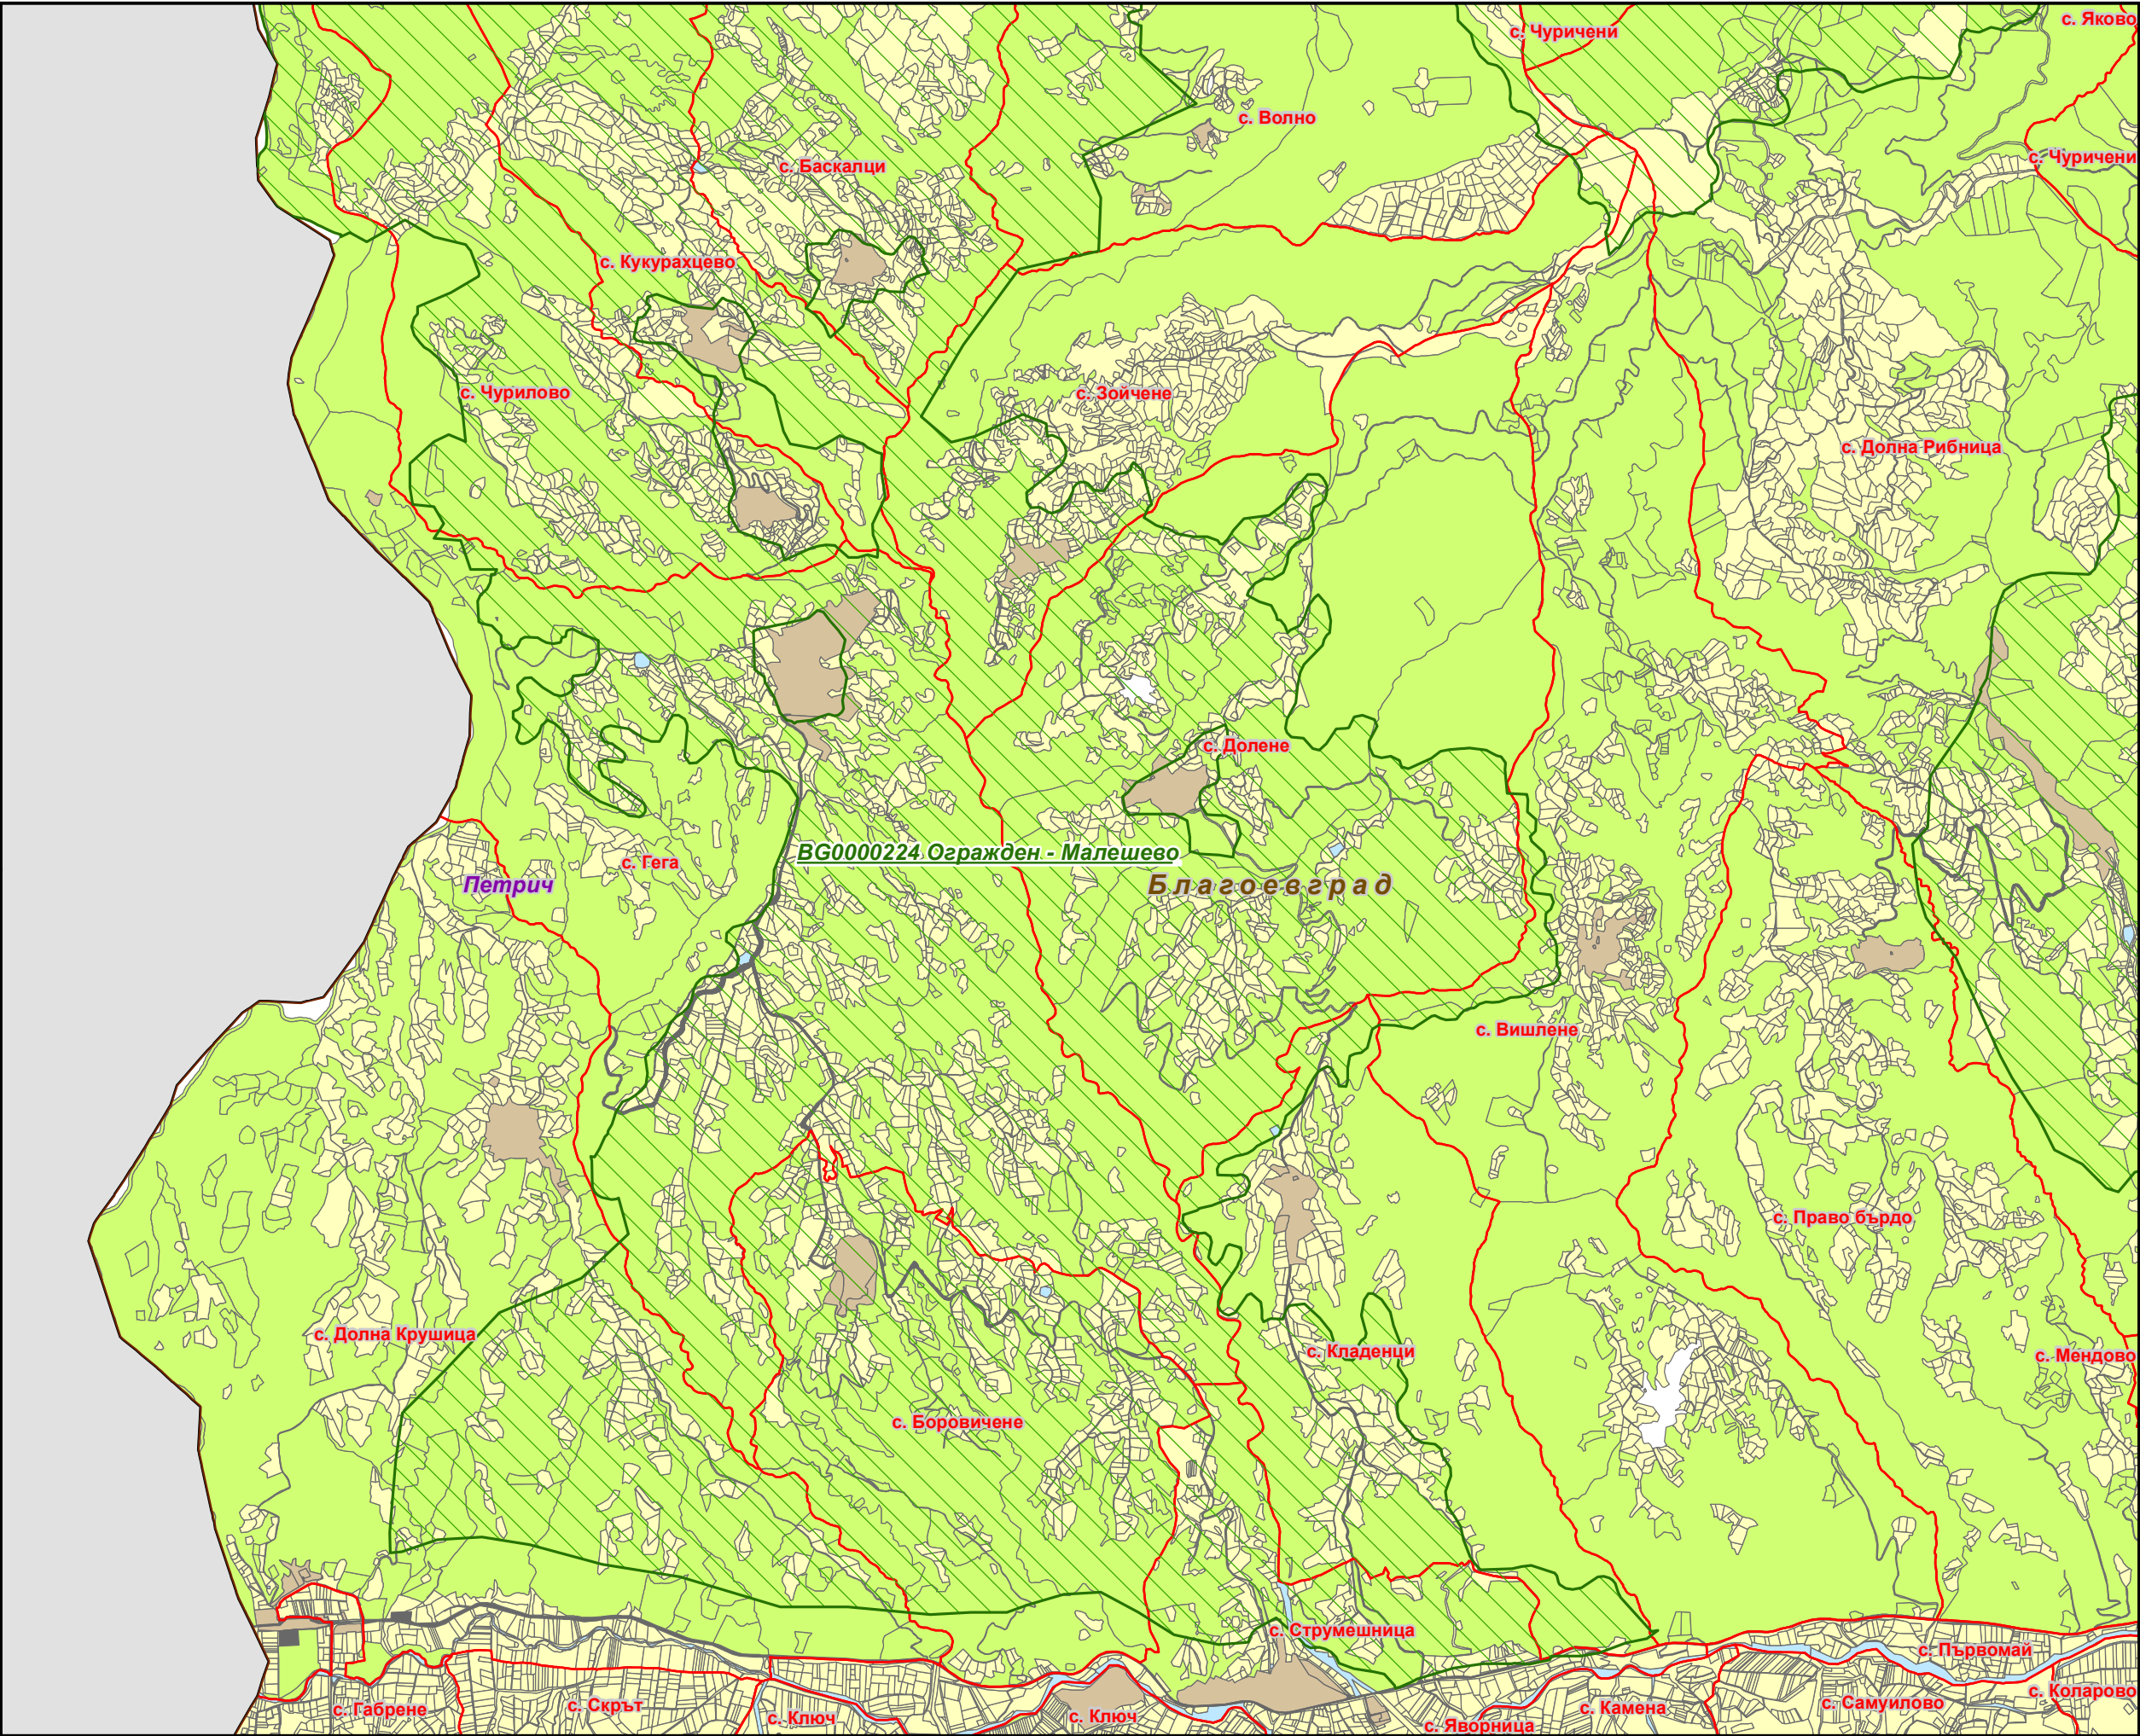 с. Яково
с. Чуричени
с. Волно
с. Чуричени
с. Баскалци
с. Кукурахцево
с. Чурилово
с. Зойчене
с. Долна Рибница
с. Долене
BG0000224 Огражден - Малешево
с. Гега
Петрич
Благоевград
с. Вишлене
с. Право бърдо
с. Долна Крушица
с. Кладенци
с. Мендово
с. Боровичене
с. Струмешница
с. Първомай
с. Коларово
с. Габрене
с. Скрът
с. Ключ
с. Ключ
с. Яворница
с. Камена
с. Самуилово